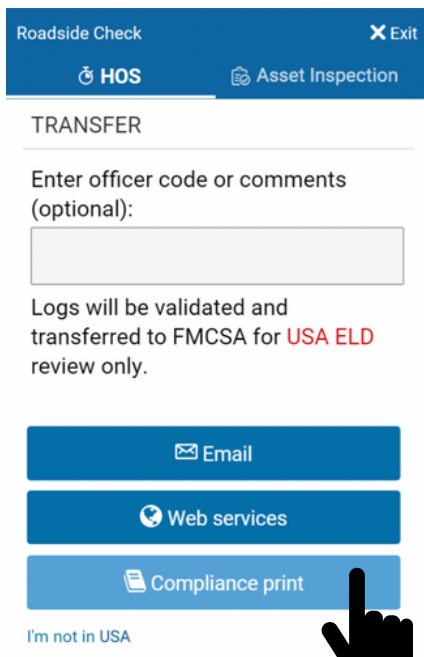 Roadside Check
Exit
HOS
Asset Inspection
TRANSFER
Enter officer code or comments
(optional):
Logs will be validated and
transferred to FMCSA for USA ELD
review only.
Email
Web services
Compliance print
I'm not in USA